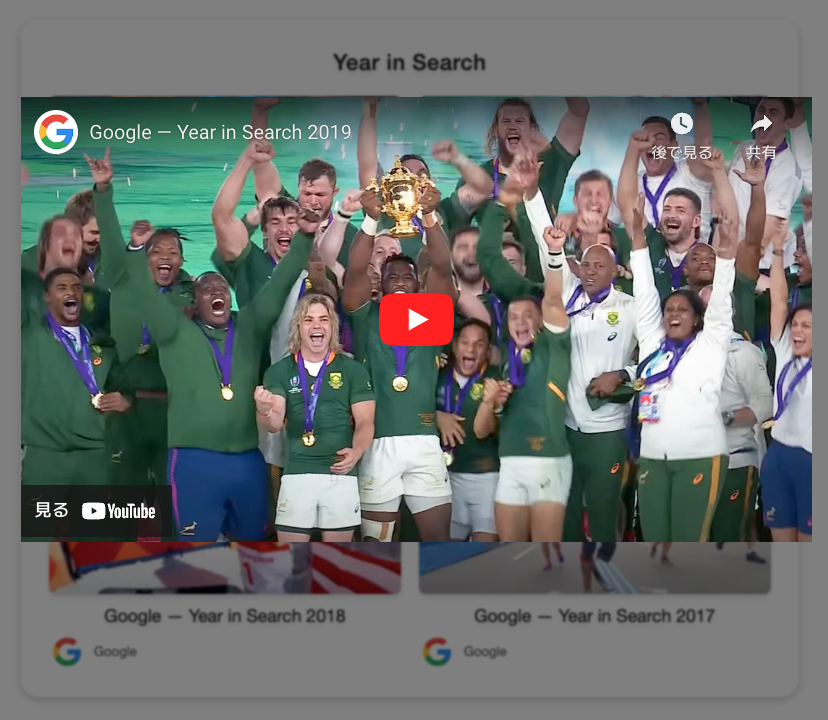 Year in Search
Google — Year in Search 2019
後で見る
共有
見る YouTube
Google — Year in Search 2018
Google — Year in Search 2017
Google
Google